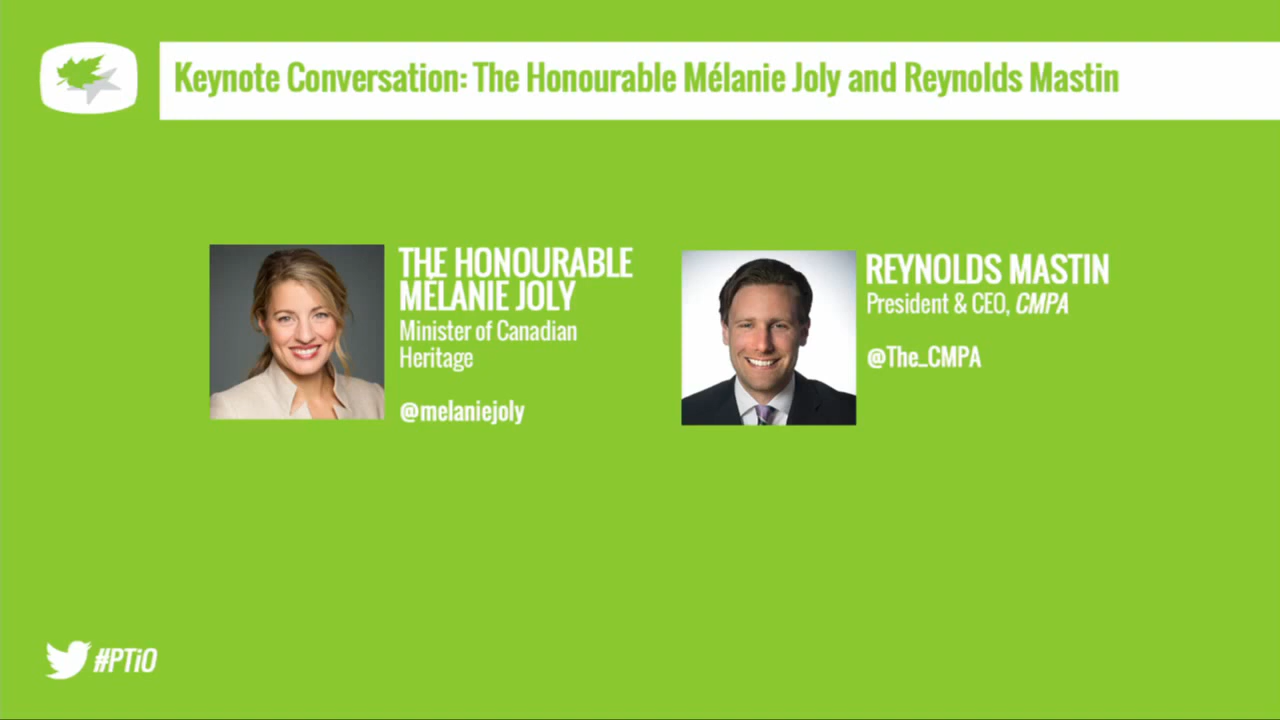 Keynote Conversation: The Honourable Mélanie Joly and Reynolds Mastin
THE HONOURABLE
MÉLANIE JOLY
Minister of Canadian
Heritage
@melaniejoly
REYNOLDS MASTIN
President & CEO, CMPA
@The_CMPA
#PTiO